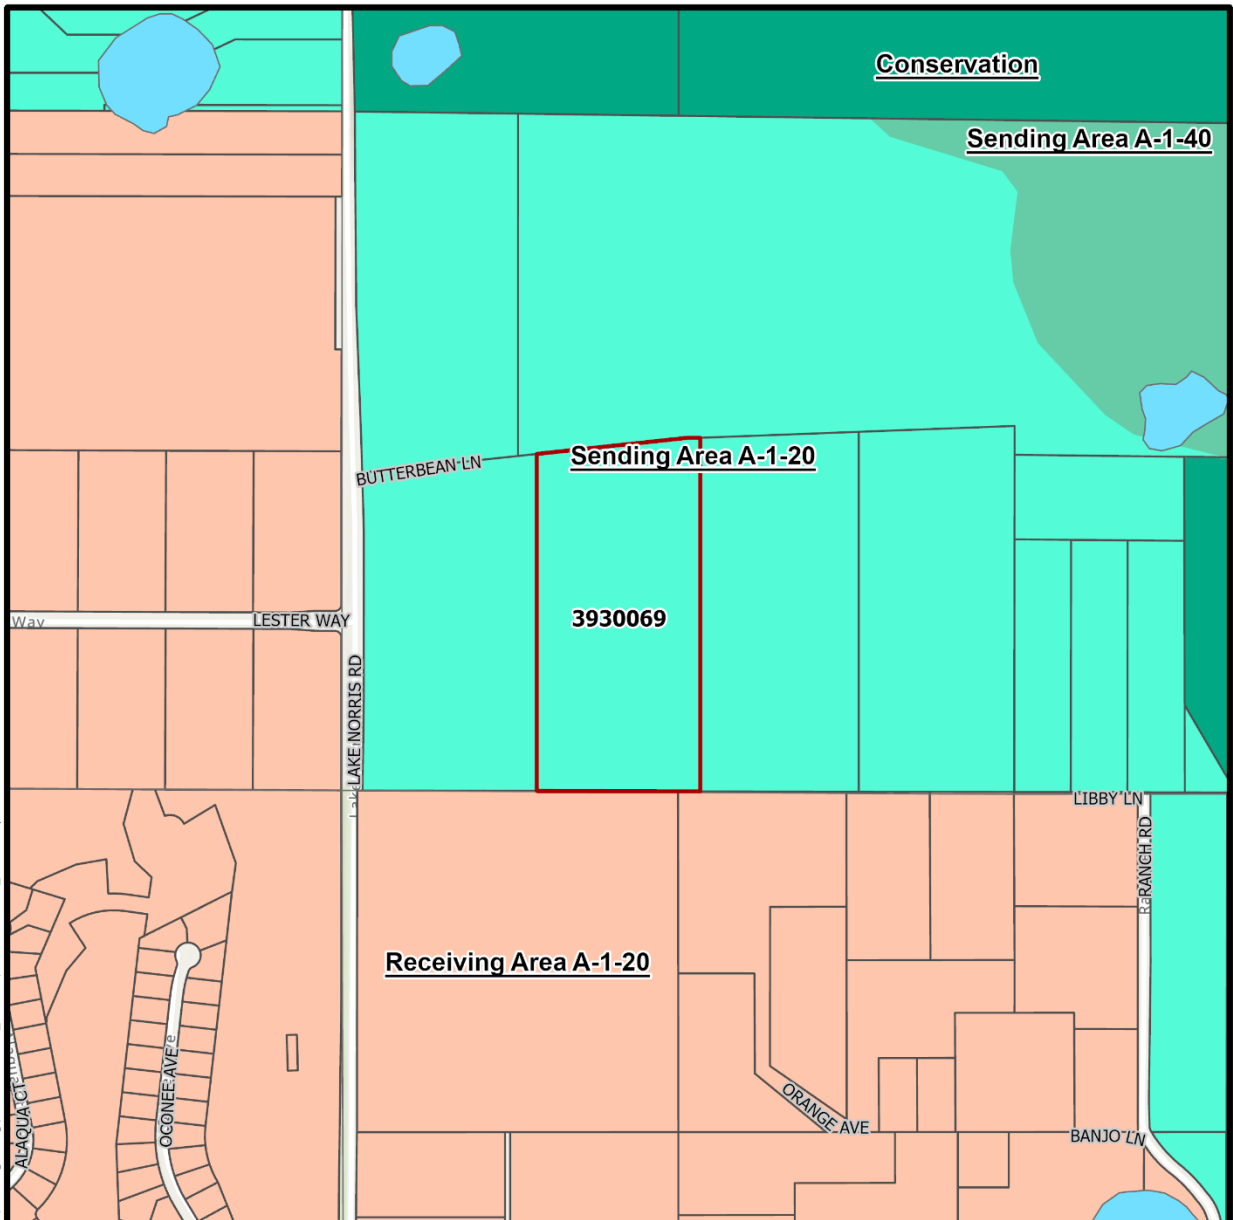 Conservation
Sending Area A-1-40
BUTTERBEAN LN
Sending Area A-1-20
3930069
Way
LESTER WAY
LAKE NORRIS RD
LIBBY LN
RANCH RD
Receiving Area A-1-20
OCONEE AVE
ALAQUA CT
ORANGE AVE
BANJO LN